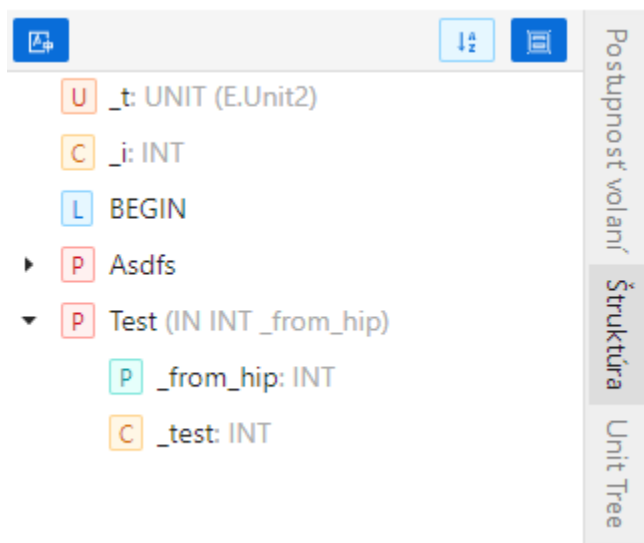 U _t: UNIT (E.Unit2)
C _i: INT
L BEGIN
P Asdfs
P Test (IN INT _from_hip)
P _from_hip: INT
C _test: INT
Postupnosť volaní
Štruktúra
Unit Tree